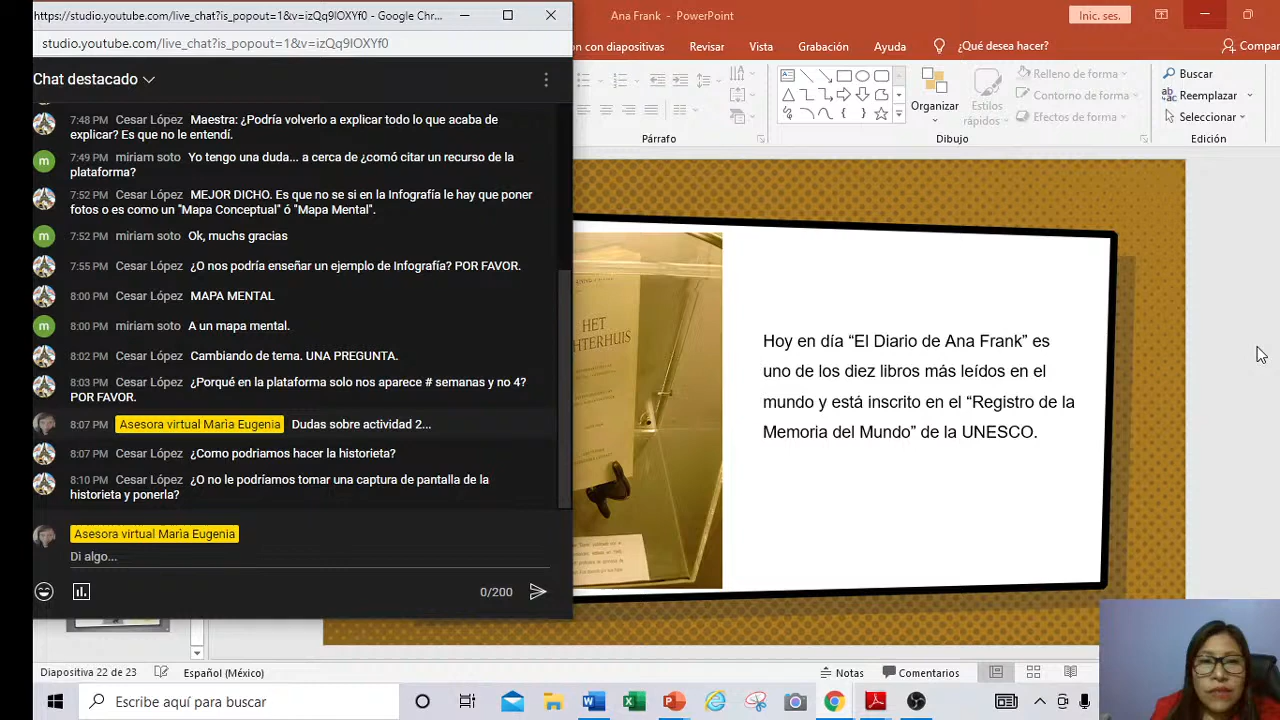 https://studio.youtube.com/live_chat?is_popout=1&v=izQq9IOXYf0 - Google Chr...
studio.youtube.com/live_chat?is_popout=1&v=izQq9IOXYf0
Chat destacado
7:48 PM Cesar López Maestra: ¿Podría volverlo a explicar todo lo que acaba de
explicar? Es que no le entendí.
m 7:49 PM miriam soto Yo tengo una duda... a cerca de ¿comó citar un recurso de la
plataforma?
7:52 PM Cesar López MEJOR DICHO. Es que no se si en la Infografía le hay que poner
fotos o es como un "Mapa Conceptual" ó "Mapa Mental".
m 7:52 PM miriam soto Ok, muchs gracias
7:55 PM Cesar López ¿O nos podría enseñar un ejemplo de Infografía? POR FAVOR.
8:00 PM Cesar López MAPA MENTAL
m 8:00 PM miriam soto A un mapa mental.
8:02 PM Cesar López Cambiando de tema. UNA PREGUNTA.
8:03 PM Cesar López ¿Porqué en la plataforma solo nos aparece # semanas y no 4?
POR FAVOR.
8:07 PM Asesora virtual Maria Eugenia Dudas sobre actividad 2...
8:07 PM Cesar López ¿Como podriamos hacer la historieta?
8:10 PM Cesar López ¿O no le podríamos tomar una captura de pantalla de la
historieta y ponerla?
Asesora virtual Maria Eugenia
Di algo...
0/200
Ana Frank - PowerPoint
Inic. ses.
on con diapositivas Revisar Vista Grabación Ayuda ¿Qué desea hacer? Compar
Organizar
Estilos
rápidos
Relleno de forma
Contorno de forma
Efectos de forma
Buscar
Reemplazar
Seleccionar
Párrafo Dibujo Edición
HET
HTERHUIS
Hoy en día “El Diario de Ana Frank” es
uno de los diez libros más leídos en el
mundo y está inscrito en el “Registro de la
Memoria del Mundo” de la UNESCO.
Diapositiva 22 de 23 Español (México) Notas Comentarios
Escribe aquí para buscar